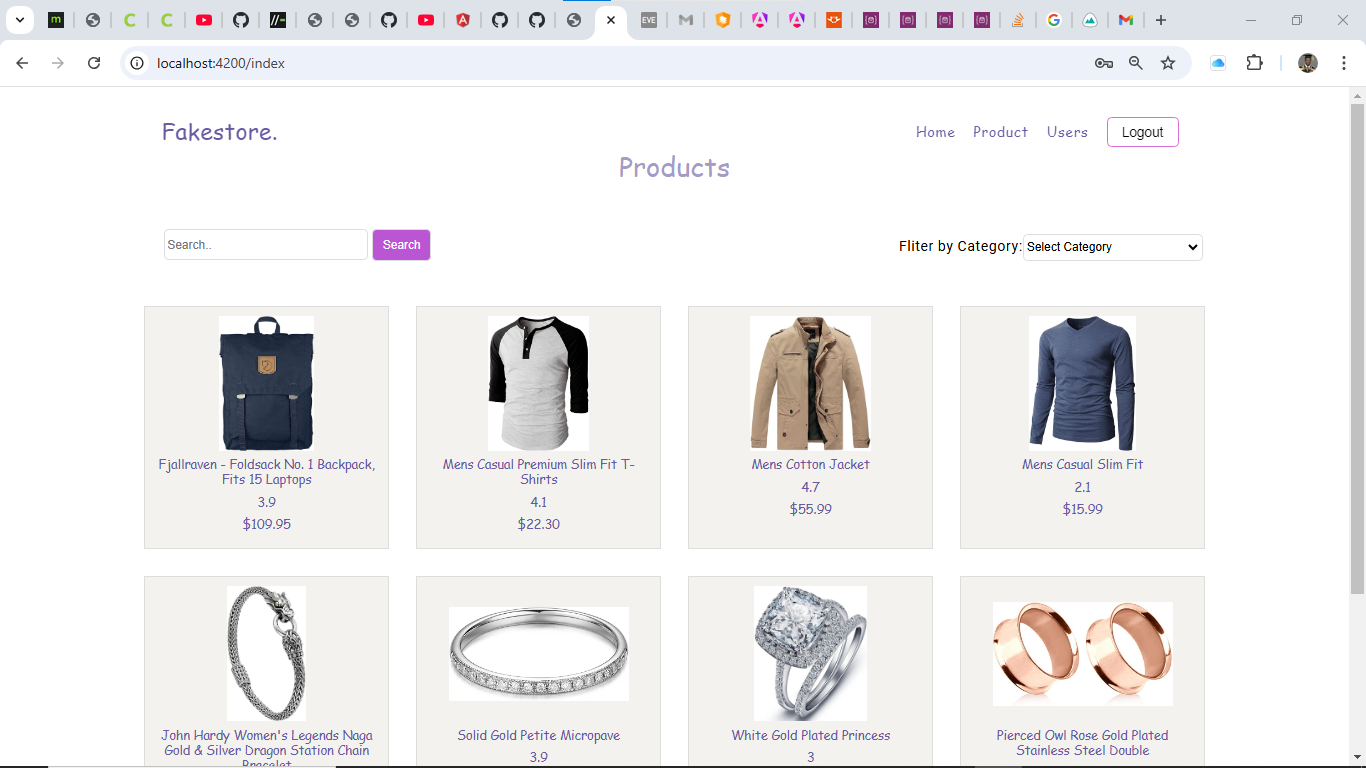 localhost:4200/index
Fakestore.
Home Product Users Logout
Products
Search.. Search
Fliter by Category: Select Category
Fjallraven - Foldsack No. 1 Backpack,
Fits 15 Laptops
3.9
$109.95
Mens Casual Premium Slim Fit T-
Shirts
4.1
$22.30
Mens Cotton Jacket
4.7
$55.99
Mens Casual Slim Fit
2.1
$15.99
John Hardy Women's Legends Naga
Gold & Silver Dragon Station Chain
Bracelet
Solid Gold Petite Micropave
3.9
White Gold Plated Princess
3
Pierced Owl Rose Gold Plated
Stainless Steel Double